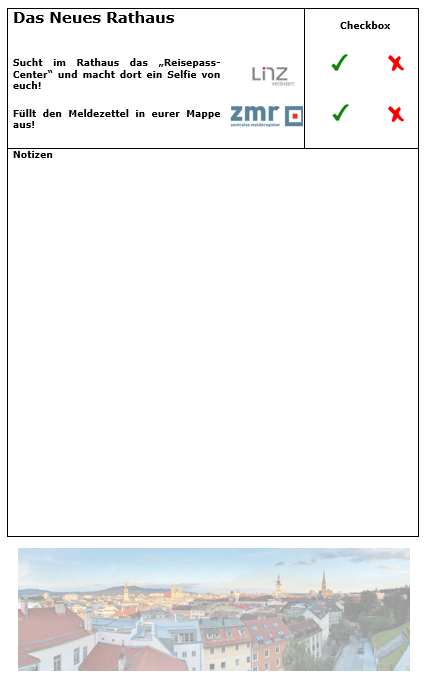 Das Neues Rathaus
Checkbox
Sucht im Rathaus das „Reisepass-
Center“ und macht dort ein Selfie von
euch!
LinZ
verändert
Füllt den Meldezettel in eurer Mappe
aus!
zmr
zentrales melderegister
Notizen